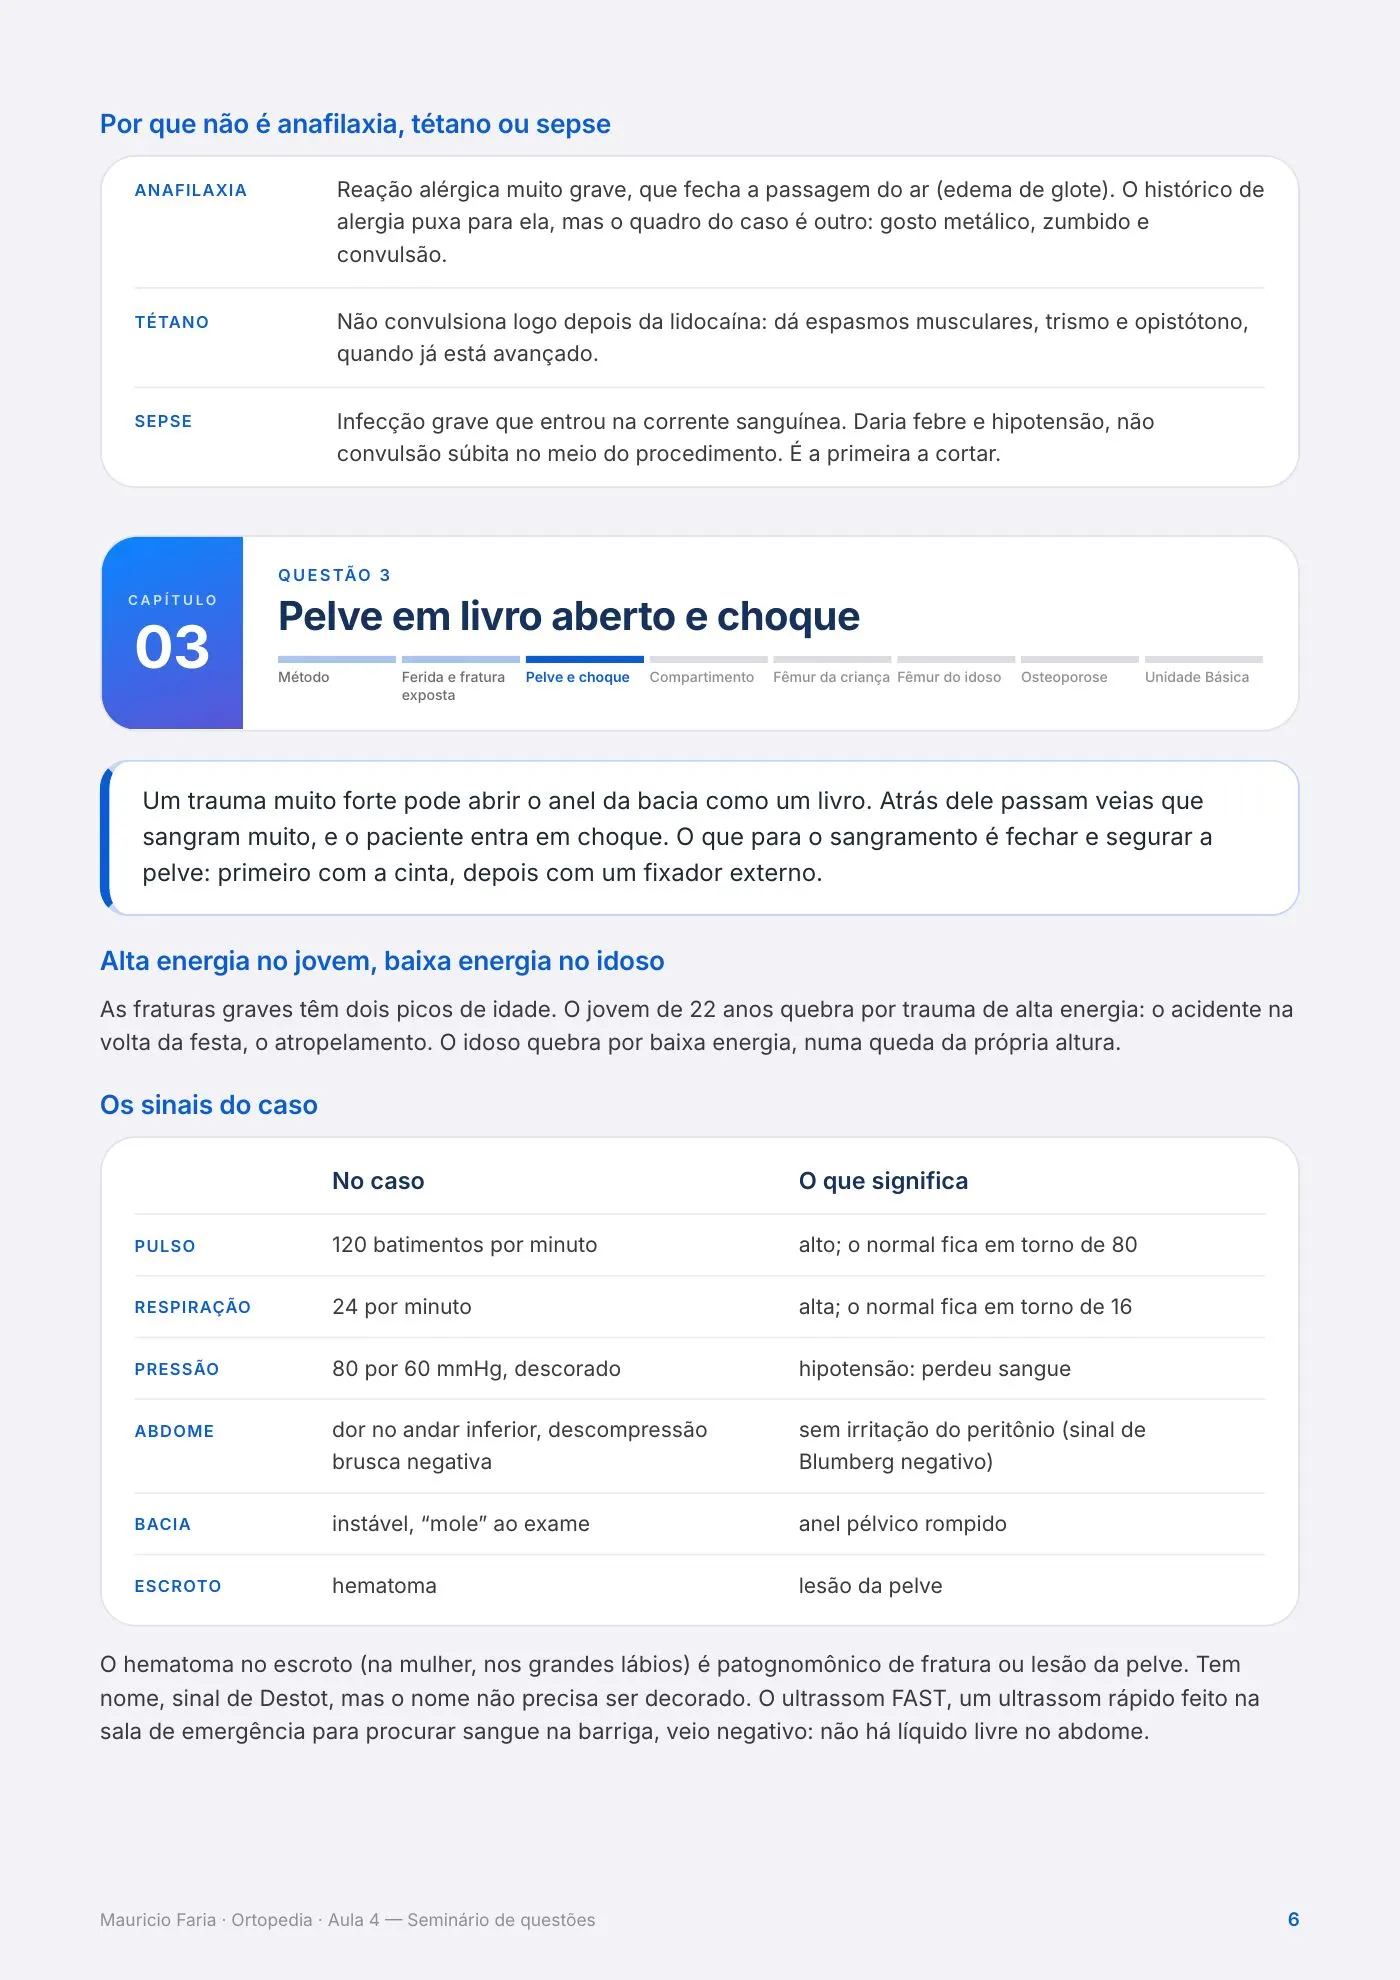 Por que não é anafilaxia, tétano ou sepse
ANAFILAXIA
Reação alérgica muito grave, que fecha a passagem do ar (edema de glote). O histórico de
alergia puxa para ela, mas o quadro do caso é outro: gosto metálico, zumbido e
convulsão.
TÉTANO
Não convulsiona logo depois da lidocaína: dá espasmos musculares, trismo e opistótono,
quando já está avançado.
SEPSE
Infecção grave que entrou na corrente sanguínea. Daria febre e hipotensão, não
convulsão súbita no meio do procedimento. É a primeira a cortar.
CAPÍTULO
03
QUESTÃO 3
Pelve em livro aberto e choque
Método
Ferida e fratura
exposta
Pelve e choque
Compartimento
Fêmur da criança
Fêmur do idoso
Osteoporose
Unidade Básica
Um trauma muito forte pode abrir o anel da bacia como um livro. Atrás dele passam veias que
sangram muito, e o paciente entra em choque. O que para o sangramento é fechar e segurar a
pelve: primeiro com a cinta, depois com um fixador externo.
Alta energia no jovem, baixa energia no idoso
As fraturas graves têm dois picos de idade. O jovem de 22 anos quebra por trauma de alta energia: o acidente na
volta da festa, o atropelamento. O idoso quebra por baixa energia, numa queda da própria altura.
Os sinais do caso
No caso
O que significa
PULSO
120 batimentos por minuto
alto; o normal fica em torno de 80
RESPIRAÇÃO
24 por minuto
alta; o normal fica em torno de 16
PRESSÃO
80 por 60 mmHg, descorado
hipotensão: perdeu sangue
ABDOME
dor no andar inferior, descompressão
brusca negativa
sem irritação do peritônio (sinal de
Blumberg negativo)
BACIA
instável, “mole” ao exame
anel pélvico rompido
ESCROTO
hematoma
lesão da pelve
O hematoma no escroto (na mulher, nos grandes lábios) é patognomônico de fratura ou lesão da pelve. Tem
nome, sinal de Destot, mas o nome não precisa ser decorado. O ultrassom FAST, um ultrassom rápido feito na
sala de emergência para procurar sangue na barriga, veio negativo: não há líquido livre no abdome.
Mauricio Faria · Ortopedia · Aula 4 — Seminário de questões
6